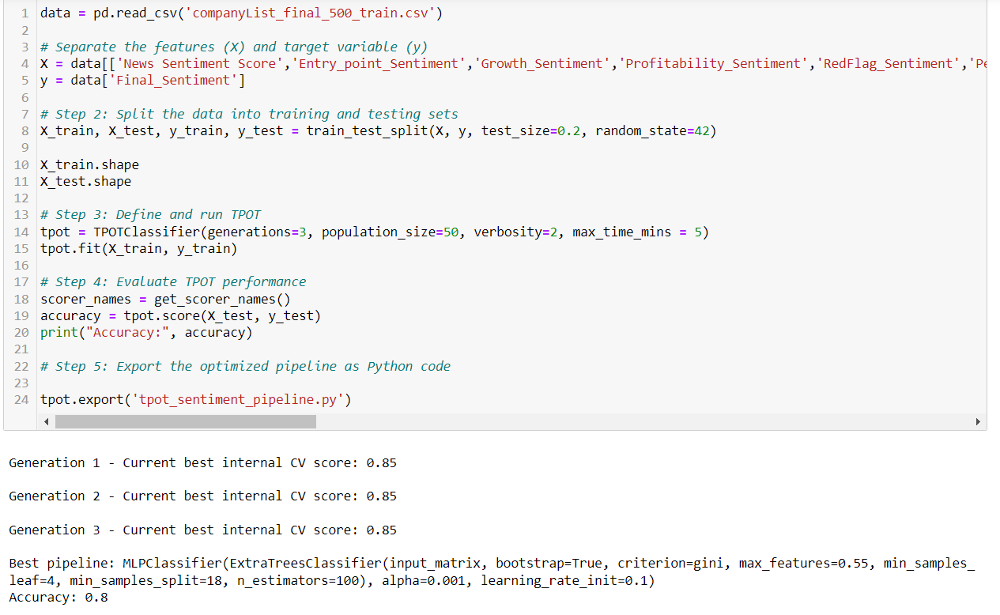 1 data = pd.read_csv('companyList_final_500_train.csv')
2
3 # Separate the features (X) and target variable (y)
4 X = data[['News Sentiment Score','Entry_point_Sentiment','Growth_Sentiment','Profitability_Sentiment','RedFlag_Sentiment','Pe
5 y = data['Final_Sentiment']
6
7 # Step 2: Split the data into training and testing sets
8 X_train, X_test, y_train, y_test = train_test_split(X, y, test_size=0.2, random_state=42)
9
10 X_train.shape
11 X_test.shape
12
13 # Step 3: Define and run TPOT
14 tpot = TPOTClassifier(generations=3, population_size=50, verbosity=2, max_time_mins = 5)
15 tpot.fit(X_train, y_train)
16
17 # Step 4: Evaluate TPOT performance
18 scorer_names = get_scorer_names()
19 accuracy = tpot.score(X_test, y_test)
20 print("Accuracy:", accuracy)
21
22 # Step 5: Export the optimized pipeline as Python code
23
24 tpot.export('tpot_sentiment_pipeline.py')
Generation 1 - Current best internal CV score: 0.85
Generation 2 - Current best internal CV score: 0.85
Generation 3 - Current best internal CV score: 0.85
Best pipeline: MLPClassifier(ExtraTreesClassifier(input_matrix, bootstrap=True, criterion=gini, max_features=0.55, min_samples_
leaf=4, min_samples_split=18, n_estimators=100), alpha=0.001, learning_rate_init=0.1)
Accuracy: 0.8